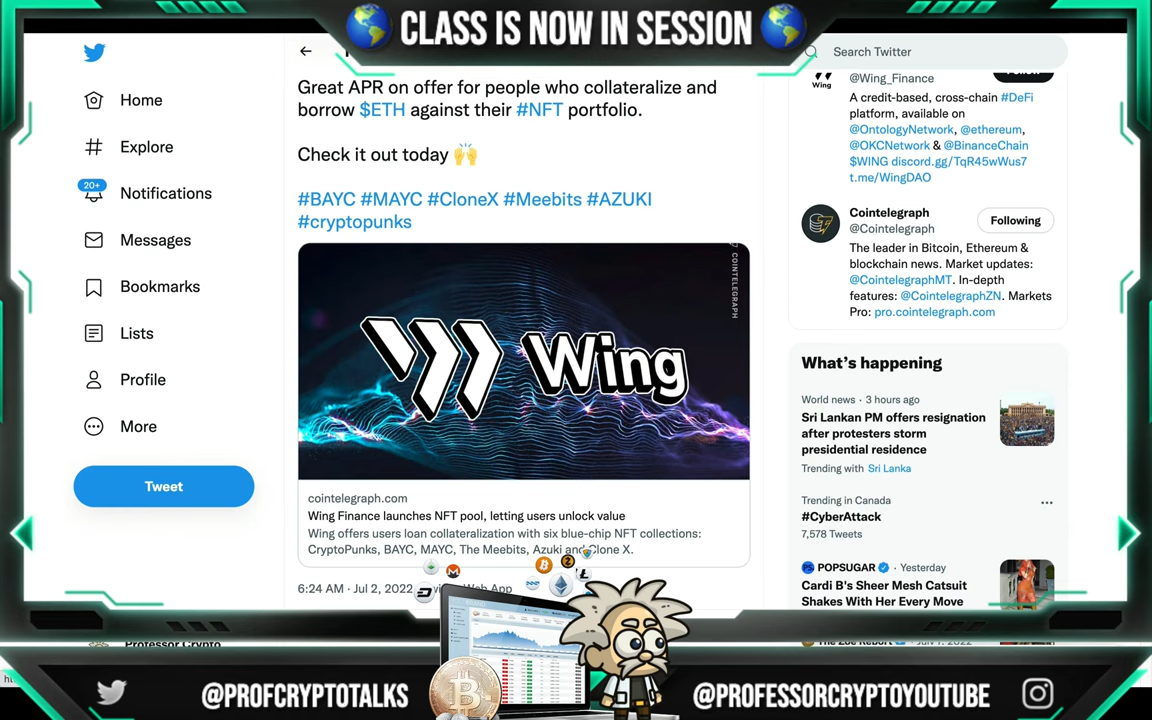 CLASS IS NOW IN SESSION
Home
Explore
20+
Notifications
Messages
Bookmarks
Lists
Profile
More
Tweet
Great APR on offer for people who collateralize and
borrow $ETH against their #NFT portfolio.
Check it out today 🙌
#BAYC #MAYC #CloneX #Meebits #AZUKI
#cryptopunks
COINTELEGRAPH
Wing
cointelegraph.com
Wing Finance launches NFT pool, letting users unlock value
Wing offers users loan collateralization with six blue-chip NFT collections:
CryptoPunks, BAYC, MAYC, The Meebits, Azuki and Clone X.
6:24 AM · Jul 2, 2022
App
Search Twitter
Wing
@Wing_Finance
A credit-based, cross-chain #DeFi
platform, available on
@OntologyNetwork, @ethereum,
@OKCNetwork & @BinanceChain
$WING discord.gg/TqR45wWus7
t.me/WingDAO
Cointelegraph
@Cointelegraph
Following
The leader in Bitcoin, Ethereum &
blockchain news. Market updates:
@CointelegraphMT. In-depth
features: @CointelegraphZN. Markets
Pro: pro.cointelegraph.com
What's happening
World news · 3 hours ago
Sri Lankan PM offers resignation
after protesters storm
presidential residence
Trending with Sri Lanka
Trending in Canada
#CyberAttack
7,578 Tweets
POPSUGAR · Yesterday
Cardi B's Sheer Mesh Catsuit
Shakes With Her Every Move
Professor Crypto
@PROFCRYPTOTALKS
@PROFESSORCRYPTOYOUTUBE